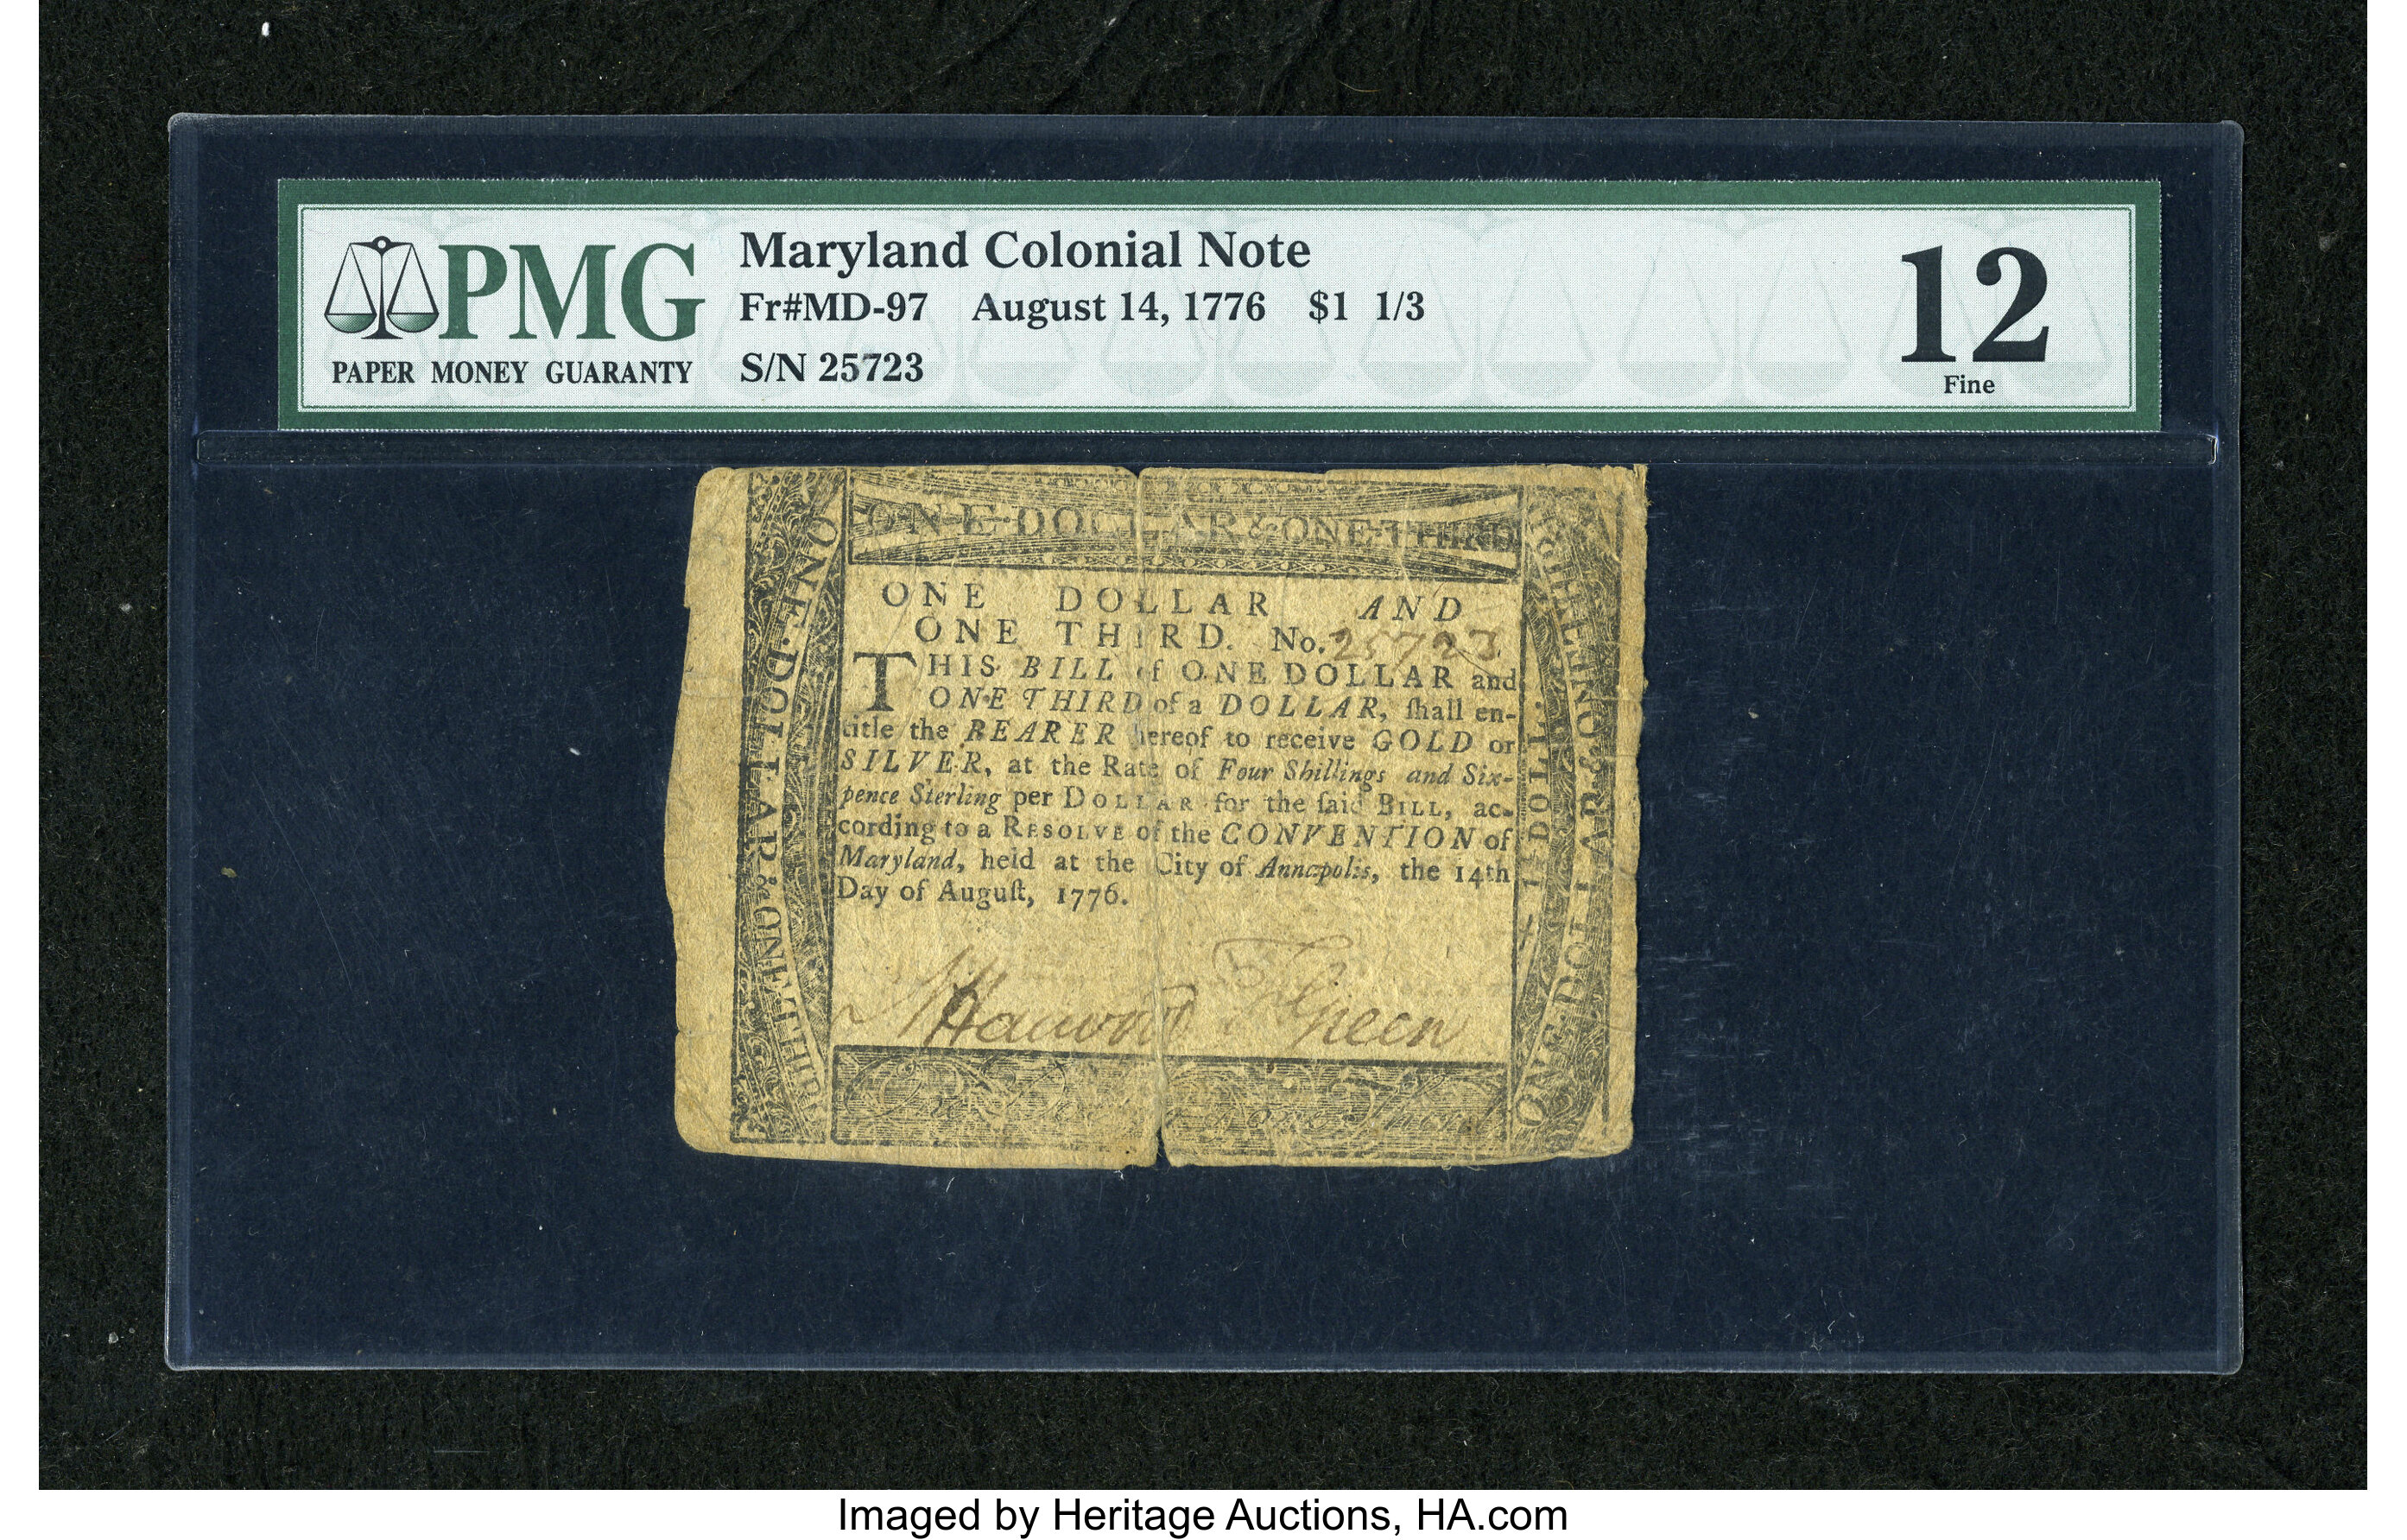 PMG
PAPER MONEY GUARANTY
Maryland Colonial Note
Fr#MD-97 August 14, 1776 $1 1/3
S/N 25723
12
Fine
ONE·DOLLAR&ONE·THIRD
ONE·DOLLAR&ONE·THIRD
ONE·DOLLAR·&·ONE·THIRD
1⅓ DOLL.
ONE DOLLAR AND
ONE THIRD. No. 25723
THIS BILL of ONE DOLLAR and
ONE THIRD of a DOLLAR, ſhall en-
title the BEARER hereof to receive GOLD or
SILVER, at the Rate of Four Shillings and Six-
pence Sterling per DOLLAR for the ſaid BILL, ac-
cording to a RESOLVE of the CONVENTION of
Maryland, held at the City of Annapolis, the 14th
Day of Auguſt, 1776.
Harwood F Green
Imaged by Heritage Auctions, HA.com